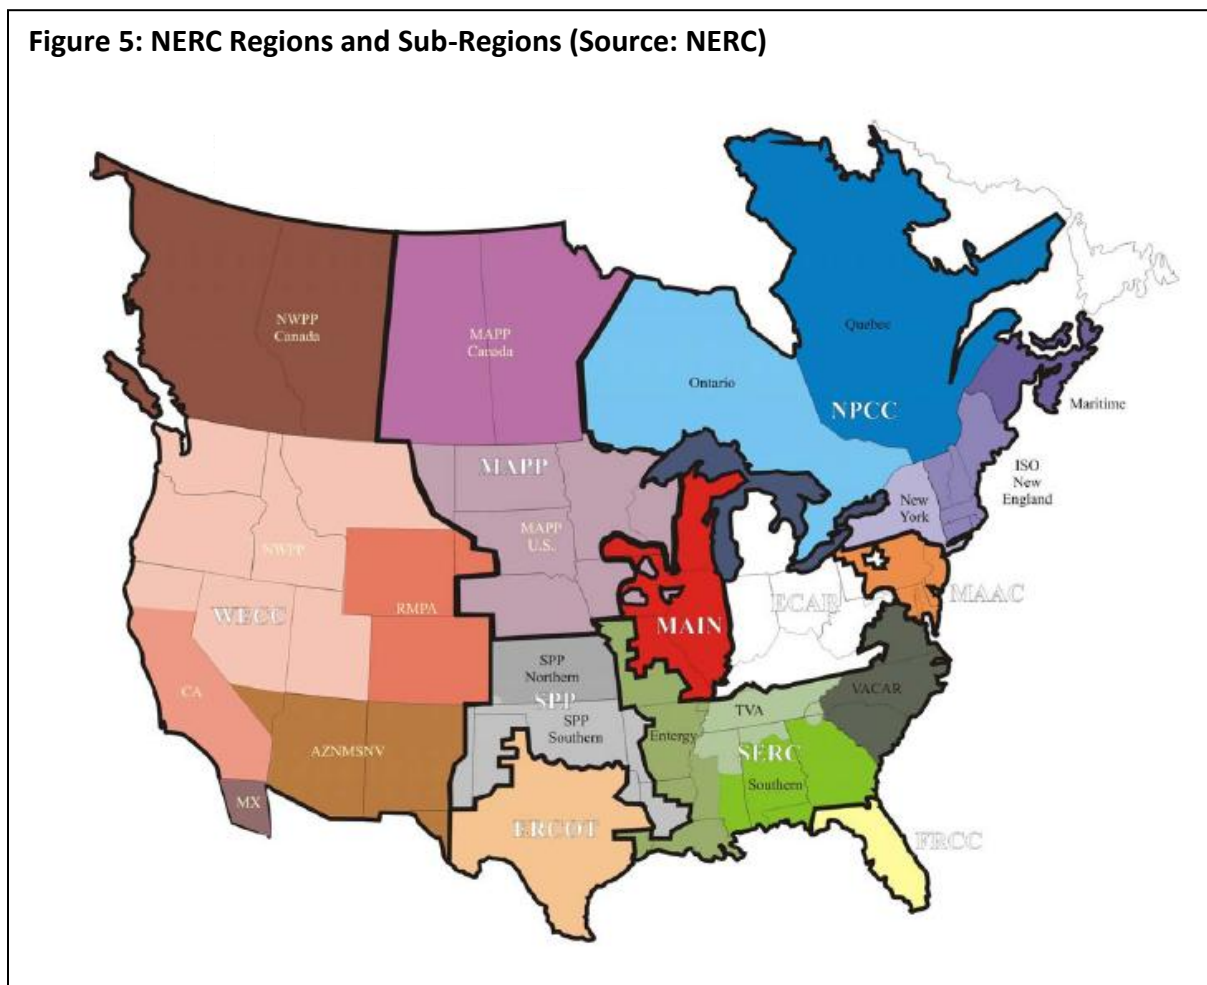 Figure 5: NERC Regions and Sub-Regions (Source: NERC)
NWPP
Canada
MAPP
Canada
Quebec
Ontario
NPCC
Maritime
MAPP
ISO
New
England
New
York
MAPP
U.S.
NWPP
WECC
RMPA
ECAR
MAAC
MAIN
SPP
Northern
SPP
SPP
Southern
CA
VACAR
TVA
Entergy
SERC
Southern
AZNMSNV
MX
ERCOT
FRCC